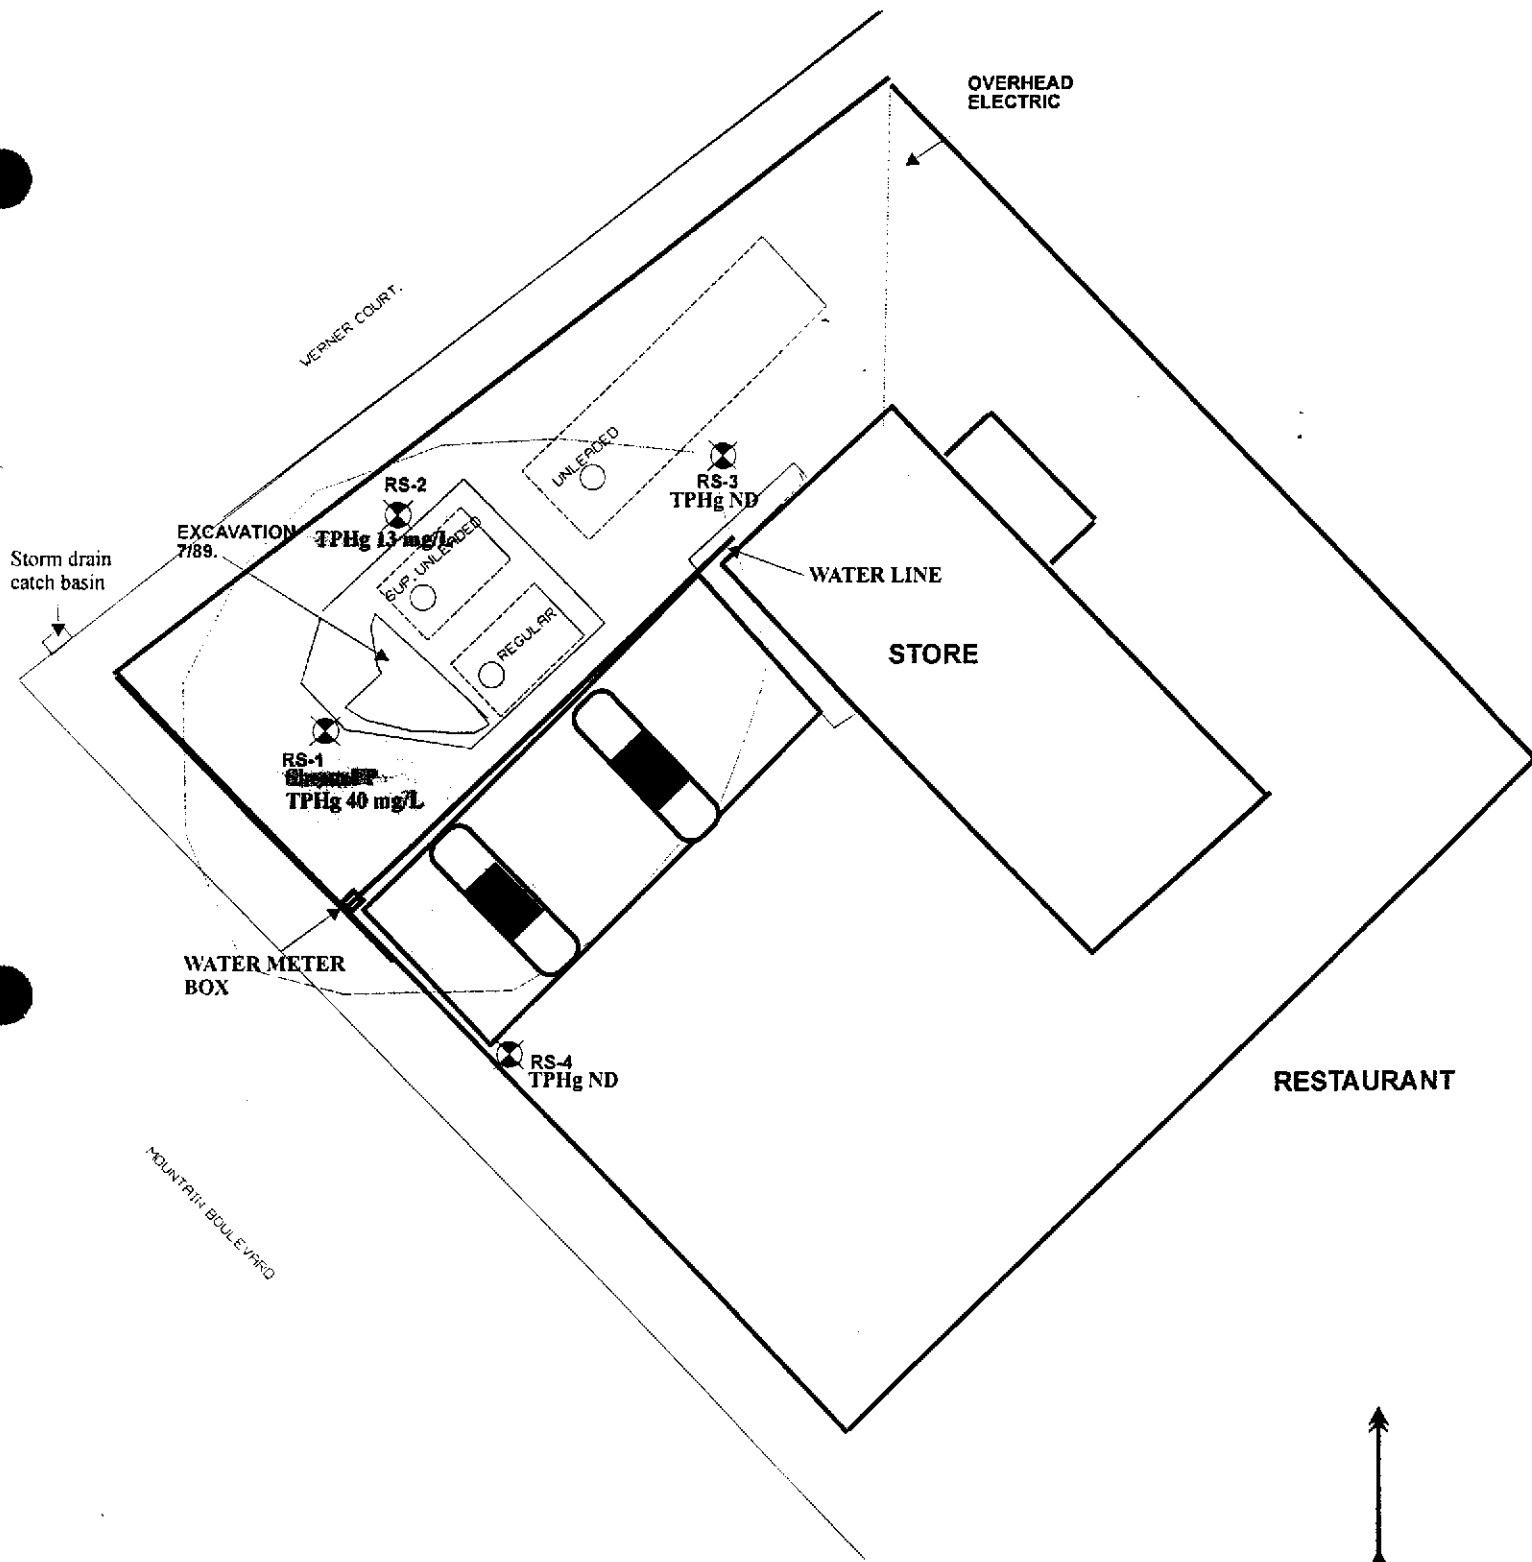 OVERHEAD
ELECTRIC
WERNER COURT.
UNLEADED
RS-3
TPHg ND
RS-2
TPHg 13 mg/L
EXCAVATION
7/89.
SUP. UNLEADED
Storm drain
catch basin
WATER LINE
REGULAR
STORE
RS-1
TPHg 40 mg/L
WATER METER
BOX
RS-4
TPHg ND
RESTAURANT
MOUNTAIN BOULEVARD